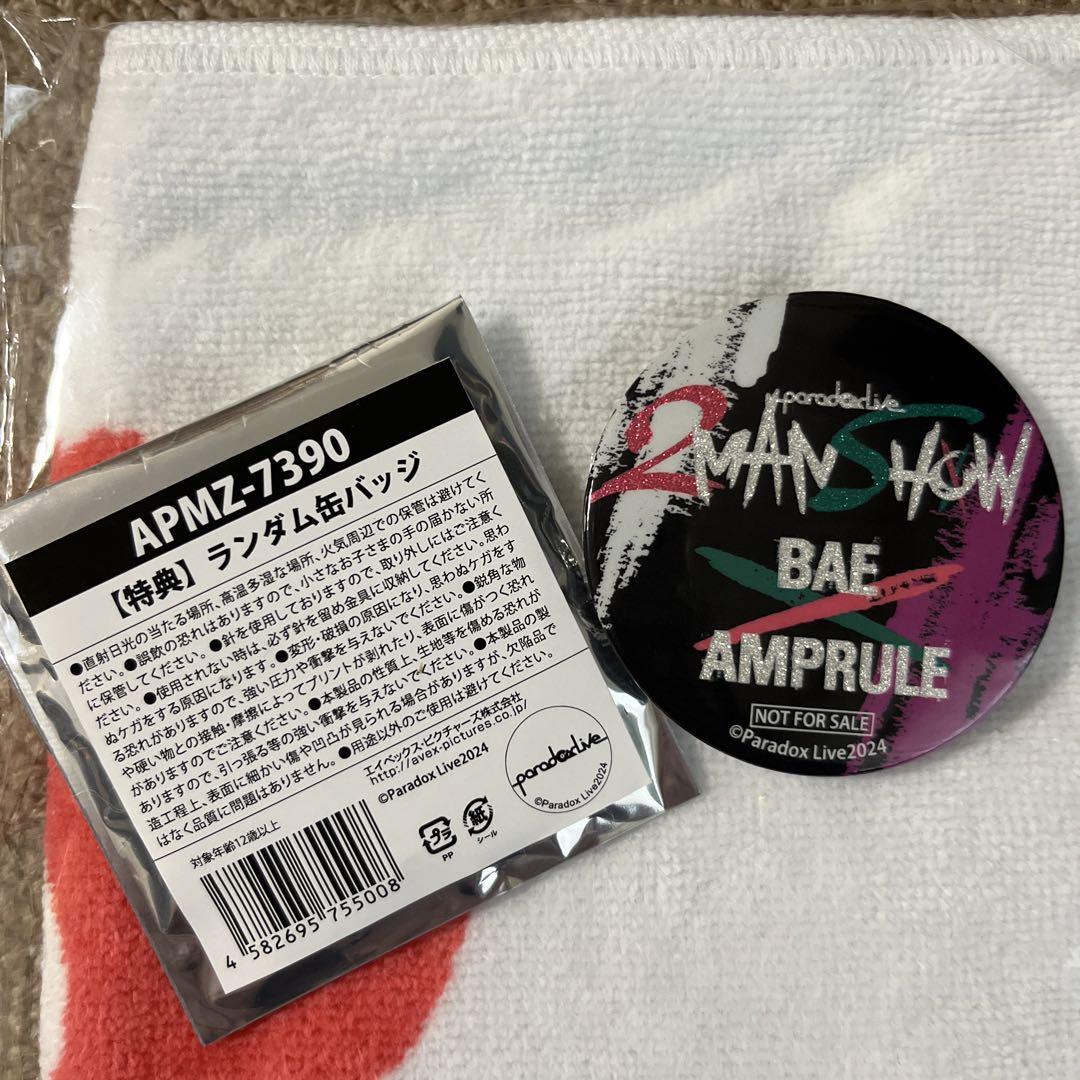 APMZ-7390
【特典】ランダム缶バッジ
●直射日光の当たる場所、高温多湿な場所、火気周辺での保管は避けてく
ださい。●誤飲の恐れはありますので、小さなお子さまの手の届かない所
に保管してください。●針を使用しておりますので、取り外しにはご注意く
ださい。●使用されない時は、必ず針を留め金具に収納してください。思わ
ぬケガをする原因になります。●変形・破損の原因になり、思わぬケガをす
る恐れがありますので、強い圧力や衝撃を与えないでください。●鋭角な物
や硬い物との接触、摩擦によってプリントが剥れたり、表面に傷がつく恐れ
がありますのでご注意ください。●本製品の性質上、生地等を傷める恐れが
ありますので、引っ張る等の強い衝撃を与えないでください。●本製品の製
造工程上、表面に細かい傷や凹凸が見られる場合がありますが、欠陥品で
はなく品質に問題はありません。●用途以外のご使用は避けてください。
エイベックス・ピクチャーズ株式会社
http://avex-pictures.co.jp/
©Paradox Live2024
paradoxlive
©Paradox Live2024
対象年齢12歳以上
プラ
PP
紙
シール
4 582695 755008
paradoxlive
2MANSHOW
BAE
AMPRULE
NOT FOR SALE
©Paradox Live2024